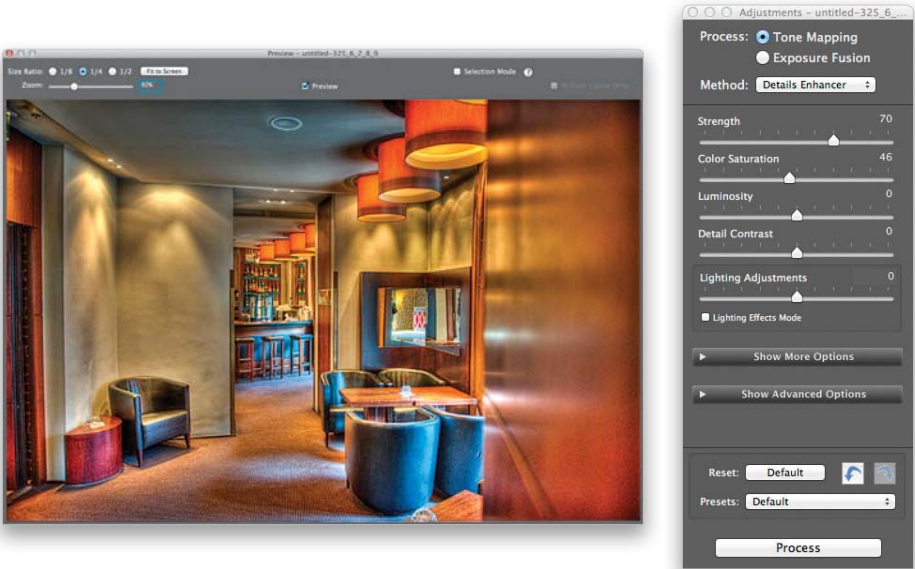 Preview – untitled-325_6_7_8_9
Size Ratio: 1/8 1/4 1/2 Fit to Screen
Selection Mode ?
Zoom:
Preview
Adjustments – untitled-325_6_...
Process: Tone Mapping
Exposure Fusion
Method: Details Enhancer
Strength 70
Color Saturation 46
Luminosity 0
Detail Contrast 0
Lighting Adjustments 0
Lighting Effects Mode
Show More Options
Show Advanced Options
Reset: Default
Presets: Default
Process